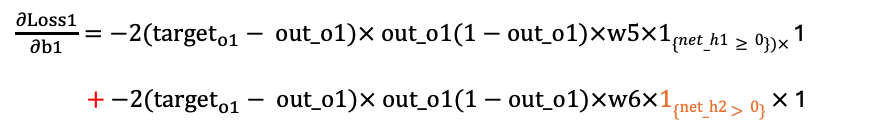 ∂Loss1/∂b1 = −2(target_o1 − out_o1)× out_o1(1 − out_o1)×w5×1_{net_h1 ≥ 0})× 1
+ −2(target_o1 − out_o1)× out_o1(1 − out_o1)×w6×1_{net_h2 > 0} × 1